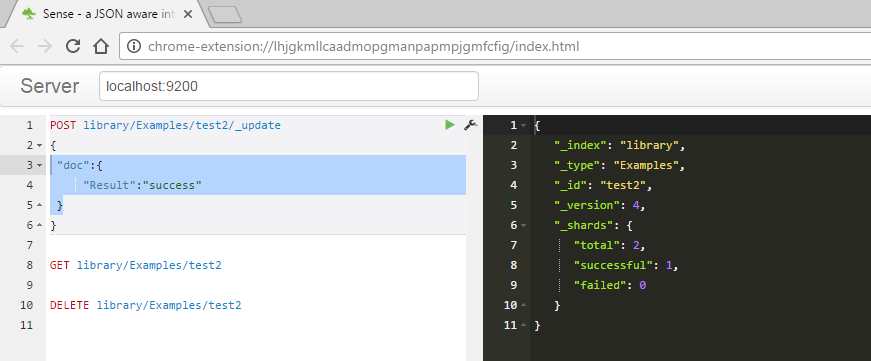 Sense - a JSON aware int
chrome-extension://lhjgkmllcaadmopgmanpapmpjgmfcfig/index.html
Server localhost:9200
1 POST library/Examples/test2/_update
2 {
3 "doc":{
4 "Result":"success"
5 }
6 }
7
8 GET library/Examples/test2
9
10 DELETE library/Examples/test2
11
1 {
2 "_index": "library",
3 "_type": "Examples",
4 "_id": "test2",
5 "_version": 4,
6 "_shards": {
7 "total": 2,
8 "successful": 1,
9 "failed": 0
10 }
11 }